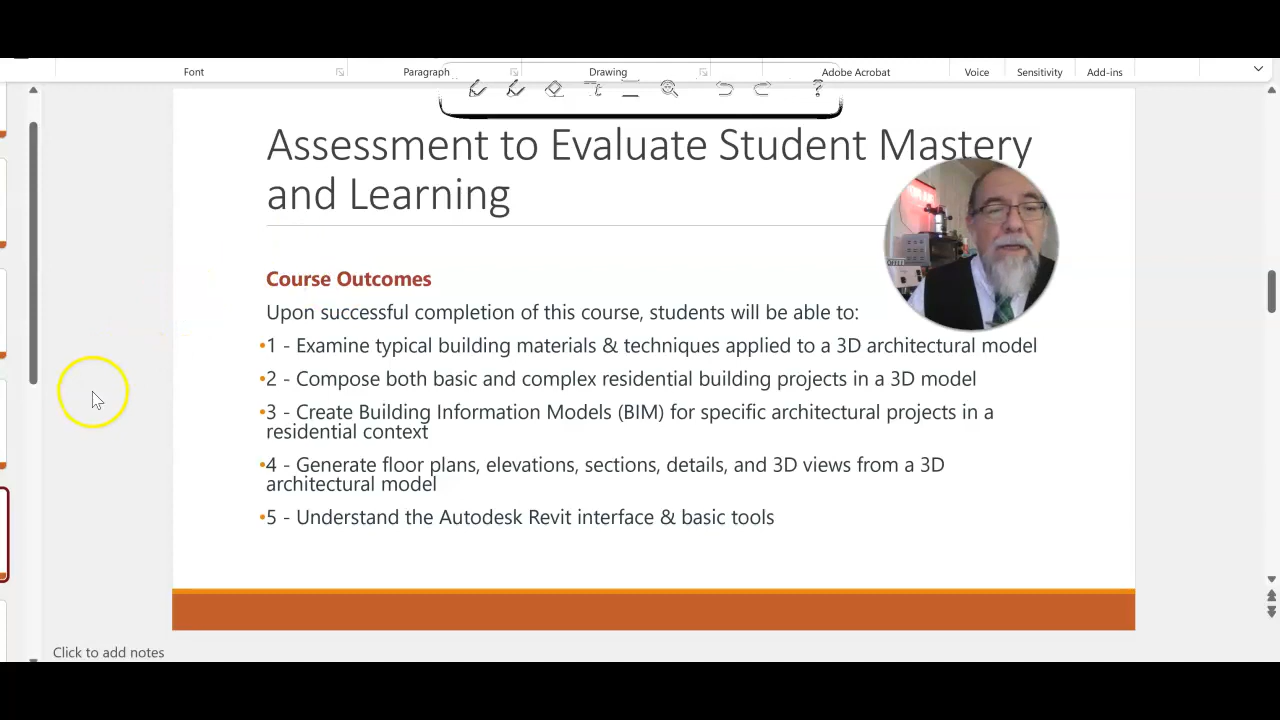 Font Paragraph Drawing Adobe Acrobat Voice Sensitivity Add-ins
Assessment to Evaluate Student Mastery
and Learning
Course Outcomes
Upon successful completion of this course, students will be able to:
•1 - Examine typical building materials & techniques applied to a 3D architectural model
•2 - Compose both basic and complex residential building projects in a 3D model
•3 - Create Building Information Models (BIM) for specific architectural projects in a
residential context
•4 - Generate floor plans, elevations, sections, details, and 3D views from a 3D
architectural model
•5 - Understand the Autodesk Revit interface & basic tools
Click to add notes